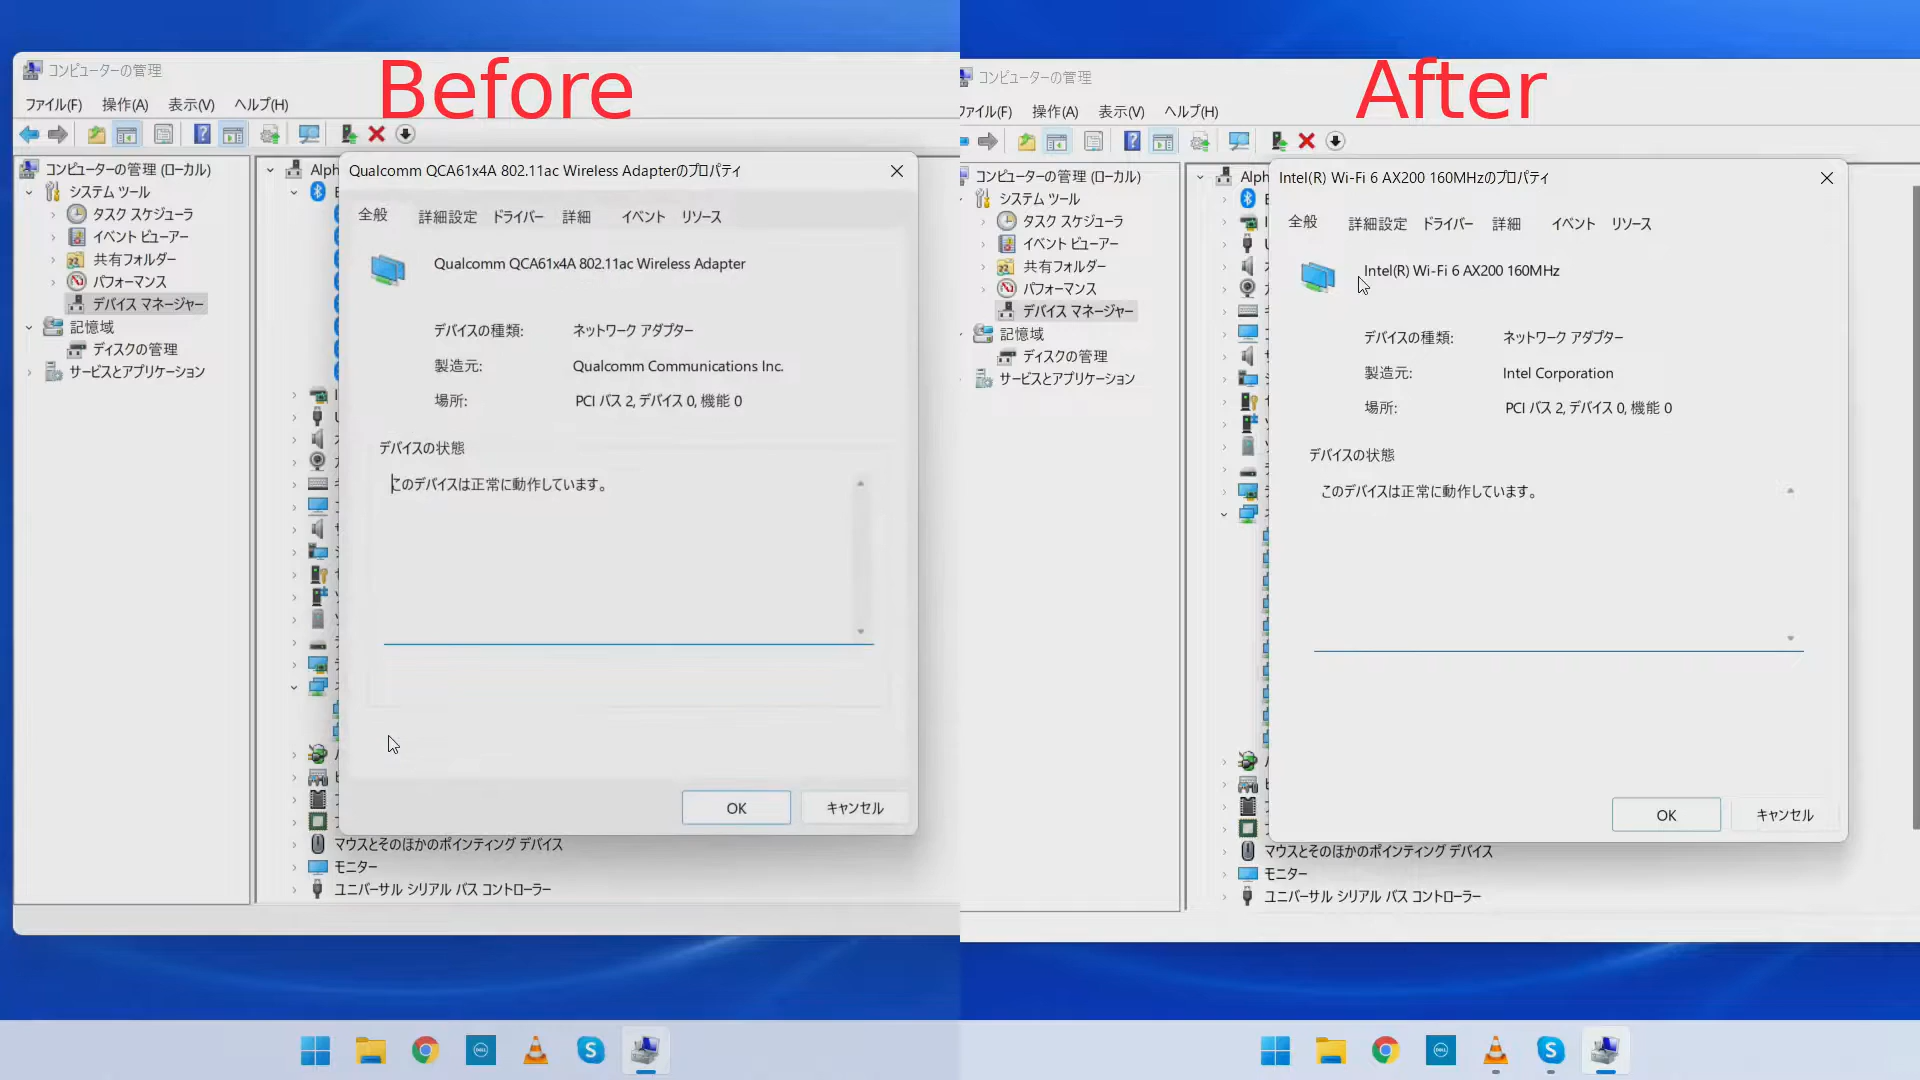 Before
コンピューターの管理
ファイル(F) 操作(A) 表示(V) ヘルプ(H)
コンピューターの管理 (ローカル)
システム ツール
タスク スケジューラ
イベント ビューアー
共有フォルダー
パフォーマンス
デバイス マネージャー
記憶域
ディスクの管理
サービスとアプリケーション
Alph
Qualcomm QCA61x4A 802.11ac Wireless Adapterのプロパティ
全般 詳細設定 ドライバー 詳細 イベント リソース
Qualcomm QCA61x4A 802.11ac Wireless Adapter
デバイスの種類: ネットワーク アダプター
製造元: Qualcomm Communications Inc.
場所: PCI バス 2, デバイス 0, 機能 0
デバイスの状態
このデバイスは正常に動作しています。
OK キャンセル
マウスとそのほかのポインティング デバイス
モニター
ユニバーサル シリアル バス コントローラー
After
コンピューターの管理
ファイル(F) 操作(A) 表示(V) ヘルプ(H)
コンピューターの管理 (ローカル)
システム ツール
タスク スケジューラ
イベント ビューアー
共有フォルダー
パフォーマンス
デバイス マネージャー
記憶域
ディスクの管理
サービスとアプリケーション
Alph
Intel(R) Wi-Fi 6 AX200 160MHzのプロパティ
全般 詳細設定 ドライバー 詳細 イベント リソース
Intel(R) Wi-Fi 6 AX200 160MHz
デバイスの種類: ネットワーク アダプター
製造元: Intel Corporation
場所: PCI バス 2, デバイス 0, 機能 0
デバイスの状態
このデバイスは正常に動作しています。
OK キャンセル
マウスとそのほかのポインティング デバイス
モニター
ユニバーサル シリアル バス コントローラー